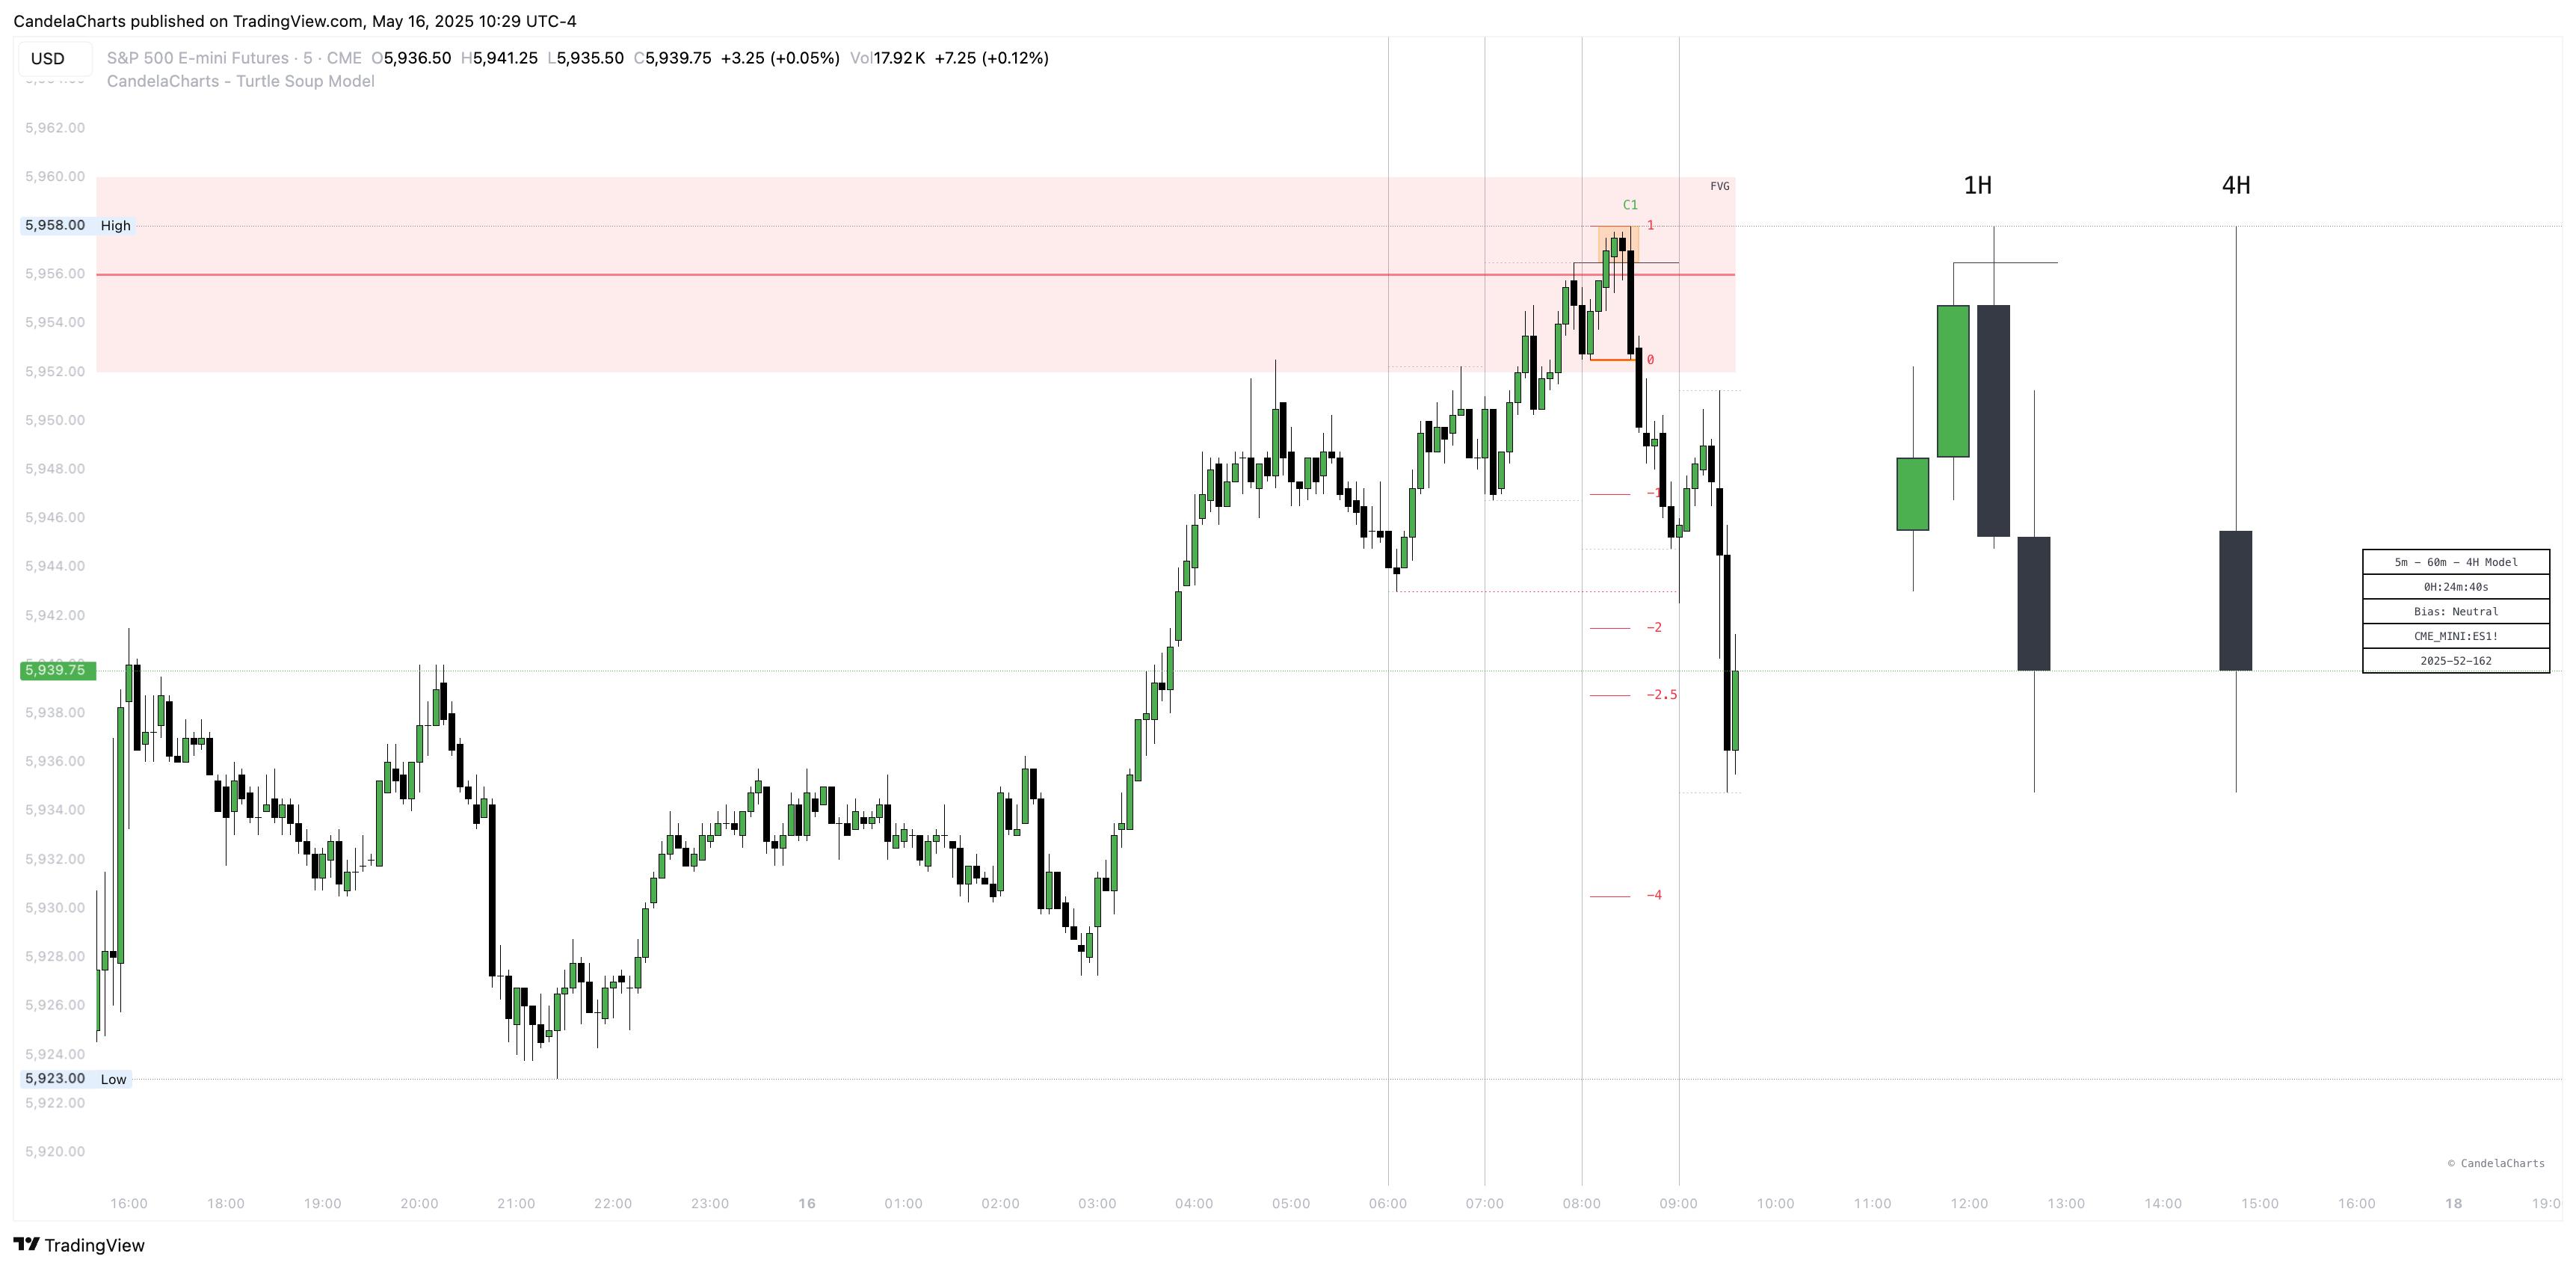 CandelaCharts published on TradingView.com, May 16, 2025 10:29 UTC-4
USD
S&P 500 E-mini Futures · 5 · CME O5,936.50 H5,941.25 L5,935.50 C5,939.75 +3.25 (+0.05%) Vol17.92 K +7.25 (+0.12%)
CandelaCharts - Turtle Soup Model
5,962.00
5,960.00
FVG
1H
4H
C1
5,958.00 High
1
5,956.00
5,954.00
0
5,952.00
5,950.00
5,948.00
-1
5,946.00
5,944.00
5m - 60m - 4H Model
0H:24m:40s
Bias: Neutral
CME_MINI:ES1!
2025-52-162
5,942.00
-2
5,939.75
-2.5
5,938.00
5,936.00
5,934.00
5,932.00
-4
5,930.00
5,928.00
5,926.00
5,924.00
5,923.00 Low
5,922.00
5,920.00
© CandelaCharts
16:00 18:00 19:00 20:00 21:00 22:00 23:00 16 01:00 02:00 03:00 04:00 05:00 06:00 07:00 08:00 09:00 10:00 11:00 12:00 13:00 14:00 15:00 16:00 18 19:0
TradingView